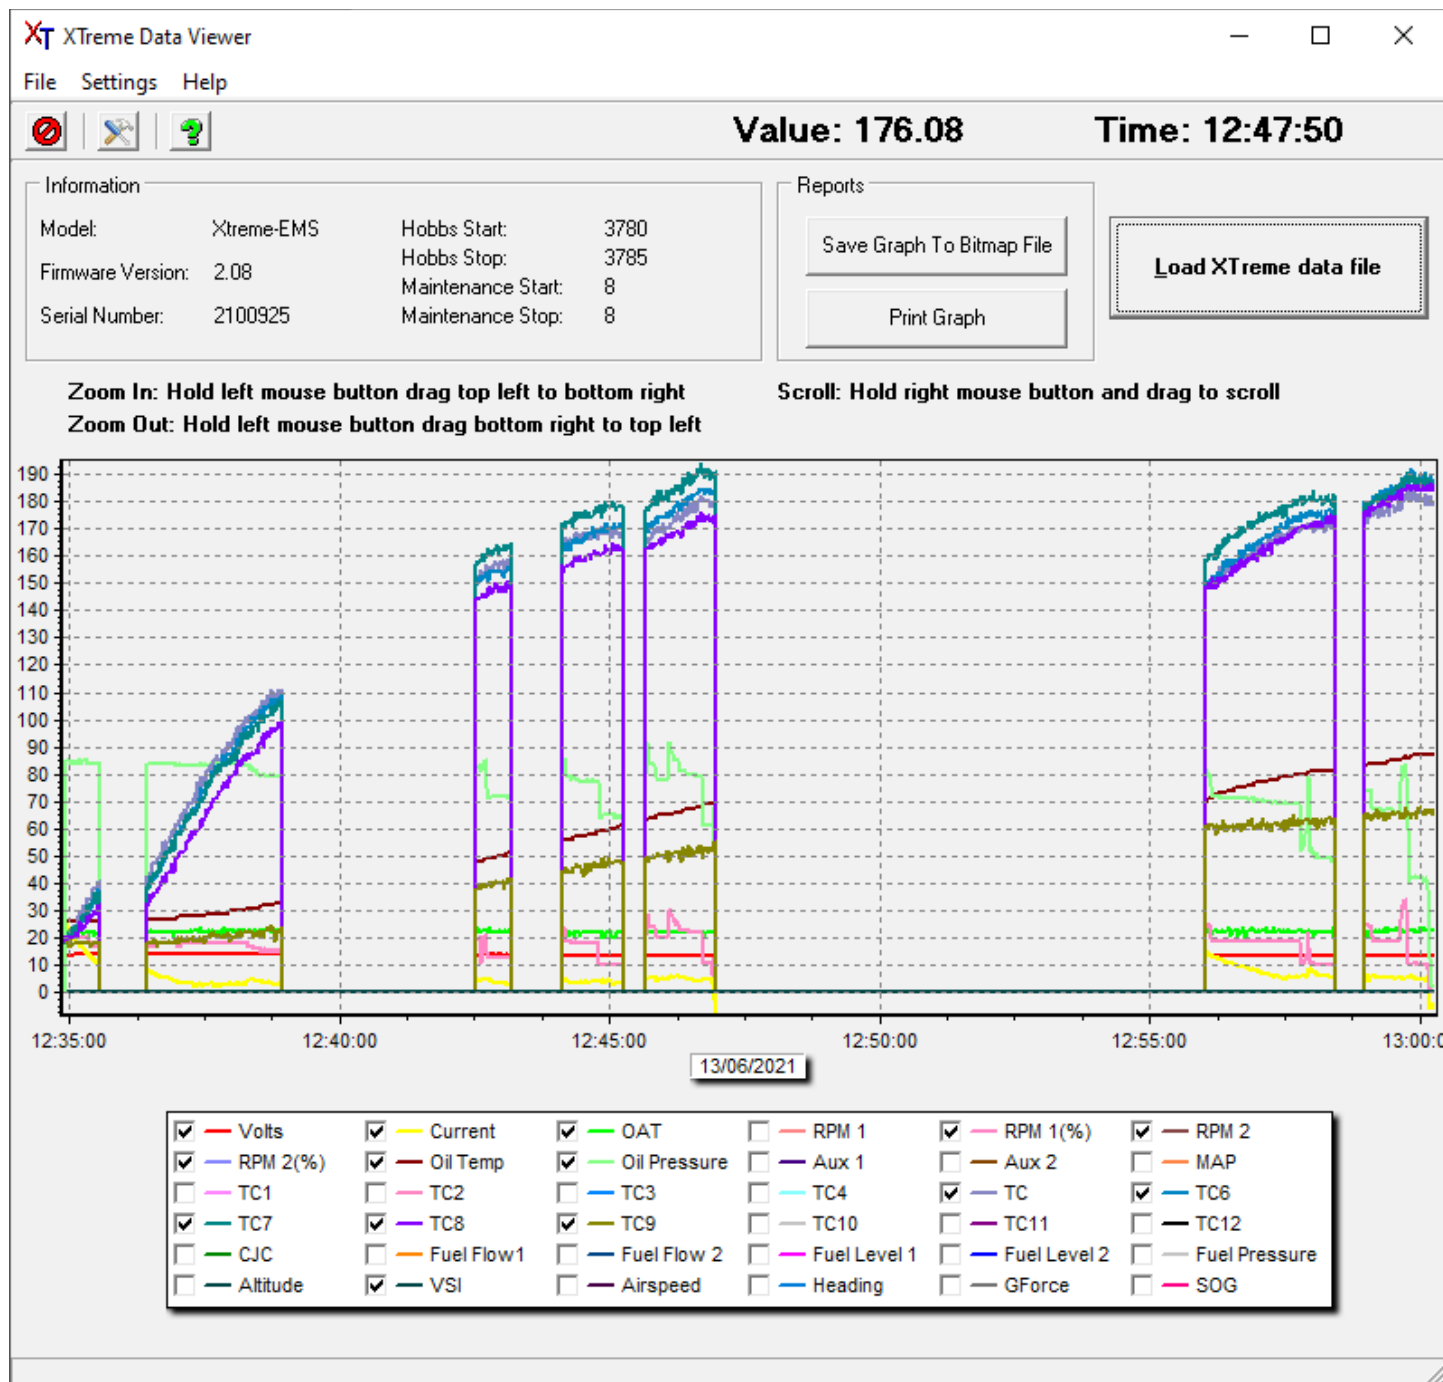 XT XTreme Data Viewer
File Settings Help
Value: 176.08 Time: 12:47:50
Information
Model: Xtreme-EMS Hobbs Start: 3780
Hobbs Stop: 3785
Firmware Version: 2.08 Maintenance Start: 8
Serial Number: 2100925 Maintenance Stop: 8
Reports
Save Graph To Bitmap File
Print Graph
Load XTreme data file
Zoom In: Hold left mouse button drag top left to bottom right Scroll: Hold right mouse button and drag to scroll
Zoom Out: Hold left mouse button drag bottom right to top left
190
180
170
160
150
140
130
120
110
100
90
80
70
60
50
40
30
20
10
0
12:35:00 12:40:00 12:45:00 12:50:00 12:55:00 13:00:0
13/06/2021
Volts Current OAT RPM 1 RPM 1(%) RPM 2
RPM 2(%) Oil Temp Oil Pressure Aux 1 Aux 2 MAP
TC1 TC2 TC3 TC4 TC TC6
TC7 TC8 TC9 TC10 TC11 TC12
CJC Fuel Flow1 Fuel Flow 2 Fuel Level 1 Fuel Level 2 Fuel Pressure
Altitude VSI Airspeed Heading GForce SOG